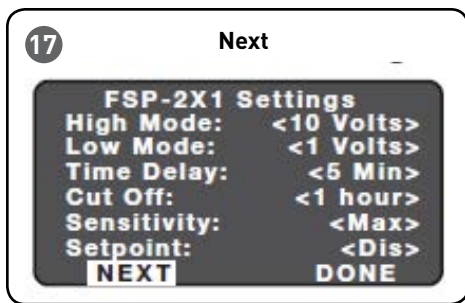 17
Next
FSP-2X1 Settings
High Mode: <10 Volts>
Low Mode: <1 Volts>
Time Delay: <5 Min>
Cut Off: <1 hour>
Sensitivity: <Max>
Setpoint: <Dis>
NEXT DONE